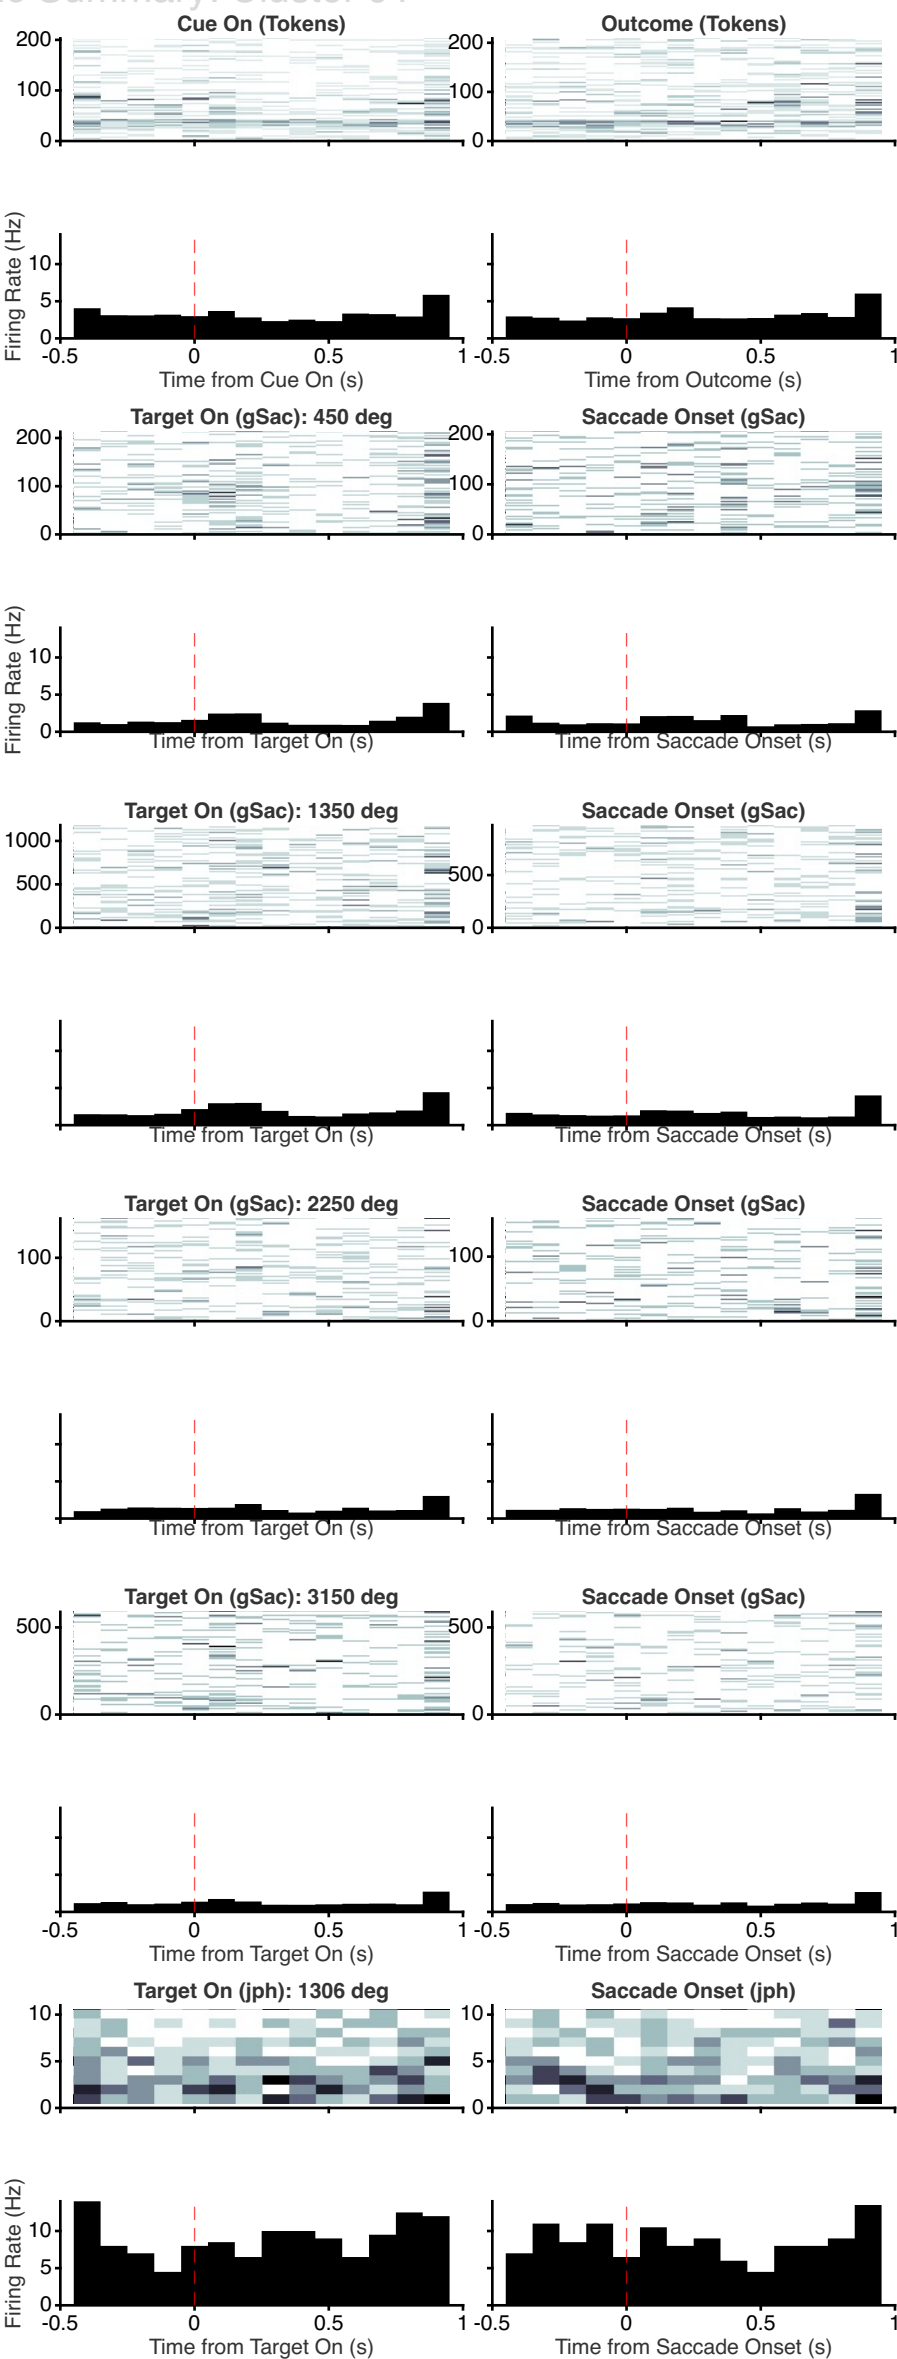 Summary: Cluster
Cue On (Tokens) Outcome (Tokens)
200 200
100 100
0 0
Firing Rate (Hz)
10
5
0
-0.5 0 0.5 1 -0.5 0 0.5 1
Time from Cue On (s) Time from Outcome (s)
Target On (gSac): 450 deg Saccade Onset (gSac)
200 200
100 100
0 0
Firing Rate (Hz)
10
5
0
Time from Target On (s) Time from Saccade Onset (s)
Target On (gSac): 1350 deg Saccade Onset (gSac)
1000
500 500
0 0
Time from Target On (s) Time from Saccade Onset (s)
Target On (gSac): 2250 deg Saccade Onset (gSac)
100 100
0 0
Time from Target On (s) Time from Saccade Onset (s)
Target On (gSac): 3150 deg Saccade Onset (gSac)
500 500
0 0
-0.5 0 0.5 1 -0.5 0 0.5 1
Time from Target On (s) Time from Saccade Onset (s)
Target On (jph): 1306 deg Saccade Onset (jph)
10 10
5 5
0 0
Firing Rate (Hz)
10
5
0
-0.5 0 0.5 1 -0.5 0 0.5 1
Time from Target On (s) Time from Saccade Onset (s)